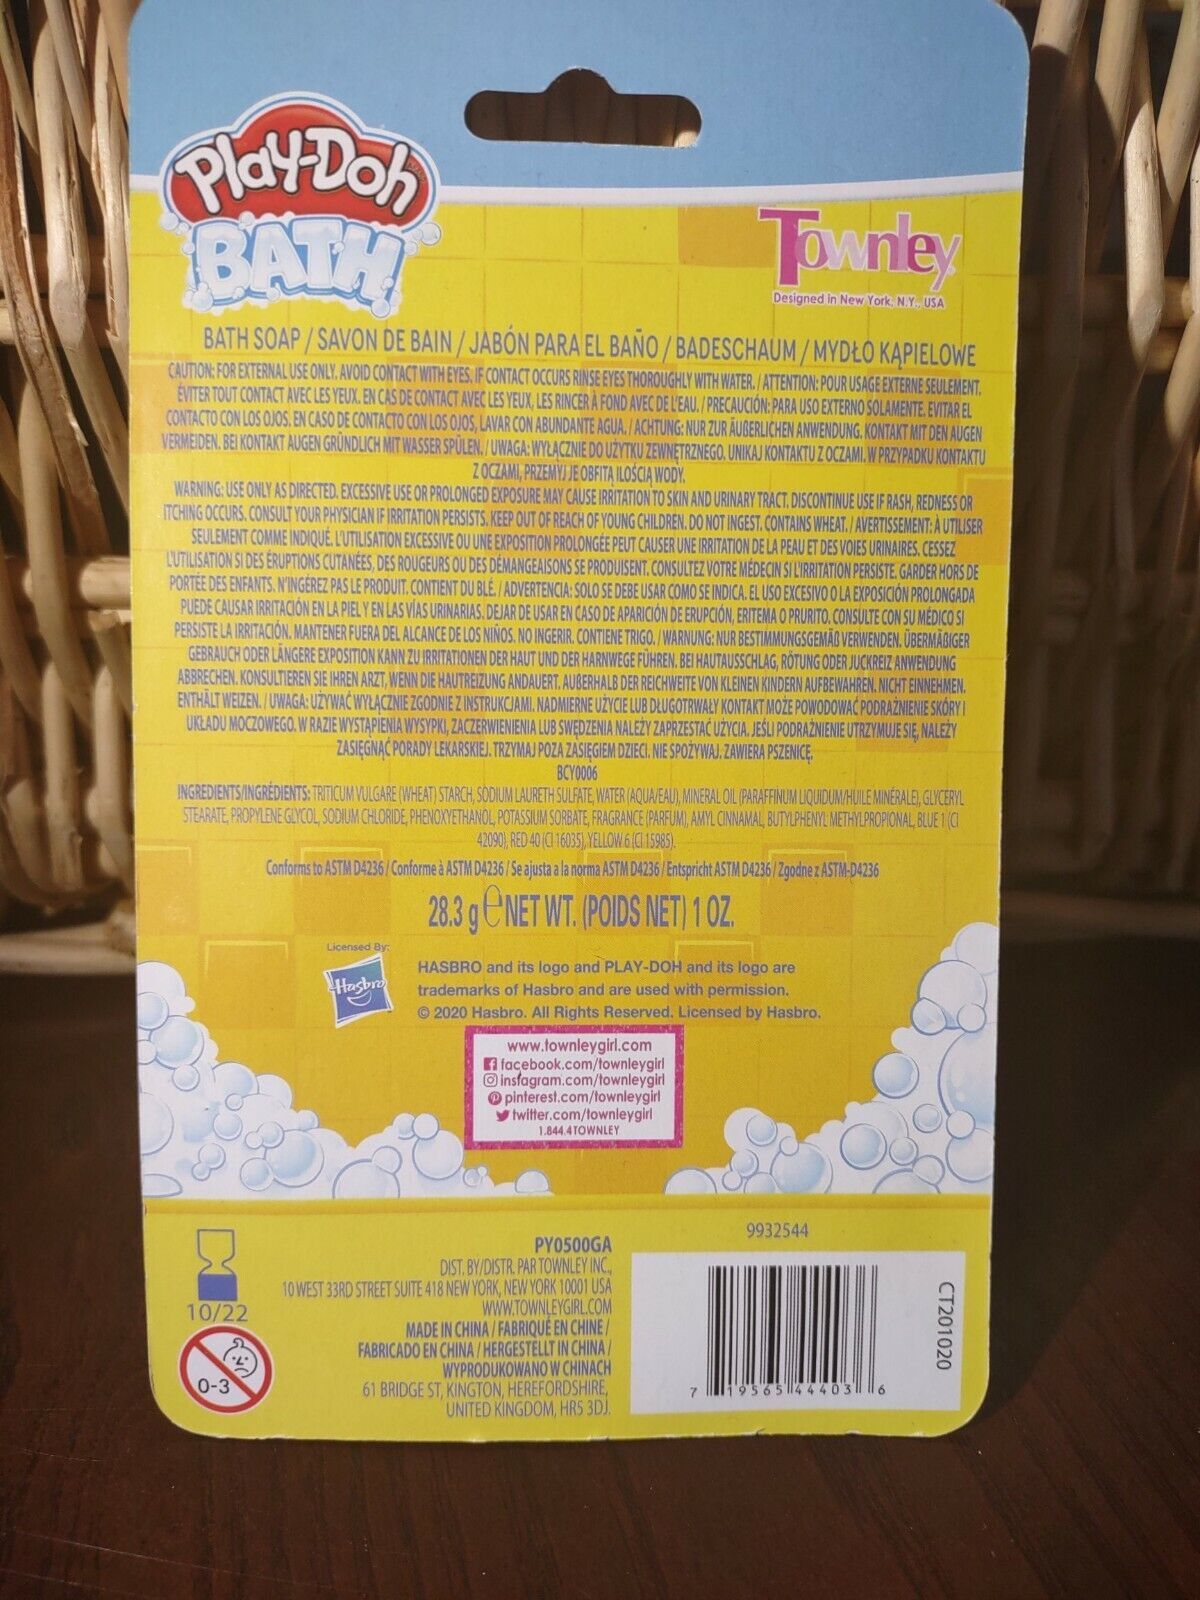 Play-Doh
BATH
Townley
Designed in New York, N.Y., USA
BATH SOAP / SAVON DE BAIN / JABÓN PARA EL BAÑO / BADESCHAUM / MYDŁO KĄPIELOWE
CAUTION: FOR EXTERNAL USE ONLY. AVOID CONTACT WITH EYES. IF CONTACT OCCURS RINSE EYES THOROUGHLY WITH WATER. / ATTENTION: POUR USAGE EXTERNE SEULEMENT.
ÉVITER TOUT CONTACT AVEC LES YEUX. EN CAS DE CONTACT AVEC LES YEUX, LES RINCER À FOND AVEC DE L'EAU. / PRECAUCIÓN: PARA USO EXTERNO SOLAMENTE. EVITAR EL
CONTACTO CON LOS OJOS. EN CASO DE CONTACTO CON LOS OJOS, LAVAR CON ABUNDANTE AGUA. / ACHTUNG: NUR ZUR ÄUßERLICHEN ANWENDUNG. KONTAKT MIT DEN AUGEN
VERMEIDEN. BEI KONTAKT AUGEN GRÜNDLICH MIT WASSER SPÜLEN. / UWAGA: WYŁĄCZNIE DO UŻYTKU ZEWNĘTRZNEGO. UNIKAJ KONTAKTU Z OCZAMI. W PRZYPADKU KONTAKTU
Z OCZAMI, PRZEMYJ JE OBFITĄ ILOŚCIĄ WODY.
WARNING: USE ONLY AS DIRECTED. EXCESSIVE USE OR PROLONGED EXPOSURE MAY CAUSE IRRITATION TO SKIN AND URINARY TRACT. DISCONTINUE USE IF RASH, REDNESS OR
ITCHING OCCURS. CONSULT YOUR PHYSICIAN IF IRRITATION PERSISTS. KEEP OUT OF REACH OF YOUNG CHILDREN. DO NOT INGEST. CONTAINS WHEAT. / AVERTISSEMENT: À UTILISER
SEULEMENT COMME INDIQUÉ. L'UTILISATION EXCESSIVE OU UNE EXPOSITION PROLONGÉE PEUT CAUSER UNE IRRITATION DE LA PEAU ET DES VOIES URINAIRES. CESSEZ
L'UTILISATION SI DES ÉRUPTIONS CUTANÉES, DES ROUGEURS OU DES DÉMANGEAISONS SE PRODUISENT. CONSULTEZ VOTRE MÉDECIN SI L'IRRITATION PERSISTE. GARDER HORS DE
PORTÉE DES ENFANTS. N'INGÉREZ PAS LE PRODUIT. CONTIENT DU BLÉ. / ADVERTENCIA: SOLO SE DEBE USAR COMO SE INDICA. EL USO EXCESIVO O LA EXPOSICIÓN PROLONGADA
PUEDE CAUSAR IRRITACIÓN EN LA PIEL Y EN LAS VÍAS URINARIAS. DEJAR DE USAR EN CASO DE APARICIÓN DE ERUPCIÓN, ERITEMA O PRURITO. CONSULTE CON SU MÉDICO SI
PERSISTE LA IRRITACIÓN. MANTENER FUERA DEL ALCANCE DE LOS NIÑOS. NO INGERIR. CONTIENE TRIGO. / WARNUNG: NUR BESTIMMUNGSGEMÄß VERWENDEN. ÜBERMÄßIGER
GEBRAUCH ODER LÄNGERE EXPOSITION KANN ZU IRRITATIONEN DER HAUT UND DER HARNWEGE FÜHREN. BEI HAUTAUSSCHLAG, RÖTUNG ODER JUCKREIZ ANWENDUNG
ABBRECHEN. KONSULTIEREN SIE IHREN ARZT, WENN DIE HAUTREIZUNG ANDAUERT. AUßERHALB DER REICHWEITE VON KLEINEN KINDERN AUFBEWAHREN. NICHT EINNEHMEN.
ENTHÄLT WEIZEN. / UWAGA: UŻYWAĆ WYŁĄCZNIE ZGODNIE Z INSTRUKCJAMI. NADMIERNE UŻYCIE LUB DŁUGOTRWAŁY KONTAKT MOŻE POWODOWAĆ PODRAŻNIENIE SKÓRY I
UKŁADU MOCZOWEGO. W RAZIE WYSTĄPIENIA WYSYPKI, ZACZERWIENIENIA LUB SWĘDZENIA NALEŻY ZAPRZESTAĆ UŻYCIA. JEŚLI PODRAŻNIENIE UTRZYMUJE SIĘ, NALEŻY
ZASIĘGNĄĆ PORADY LEKARSKIEJ. TRZYMAJ POZA ZASIĘGIEM DZIECI. NIE SPOŻYWAJ. ZAWIERA PSZENICĘ.
BCY0006
INGREDIENTS/INGRÉDIENTS: TRITICUM VULGARE (WHEAT) STARCH, SODIUM LAURETH SULFATE, WATER (AQUA/EAU), MINERAL OIL (PARAFFINUM LIQUIDUM/HUILE MINÉRALE), GLYCERYL
STEARATE, PROPYLENE GLYCOL, SODIUM CHLORIDE, PHENOXYETHANOL, POTASSIUM SORBATE, FRAGRANCE (PARFUM), AMYL CINNAMAL, BUTYLPHENYL METHYLPROPIONAL, BLUE 1 (CI
42090), RED 40 (CI 16035), YELLOW 6 (CI 15985).
Conforms to ASTM D4236 / Conforme à ASTM D4236 / Se ajusta a la norma ASTM D4236 / Entspricht ASTM D4236 / Zgodne z ASTM-D4236
28.3 g ℮ NET WT. (POIDS NET) 1 OZ.
Licensed By:
Hasbro
HASBRO and its logo and PLAY-DOH and its logo are
trademarks of Hasbro and are used with permission.
© 2020 Hasbro. All Rights Reserved. Licensed by Hasbro.
www.townleygirl.com
facebook.com/townleygirl
instagram.com/townleygirl
pinterest.com/townleygirl
twitter.com/townleygirl
1.844.4TOWNLEY
10/22
0-3
PY0500GA
DIST. BY/DISTR. PAR TOWNLEY INC.,
10 WEST 33RD STREET SUITE 418 NEW YORK, NEW YORK 10001 USA
WWW.TOWNLEYGIRL.COM
MADE IN CHINA / FABRIQUÉ EN CHINE /
FABRICADO EN CHINA / HERGESTELLT IN CHINA /
WYPRODUKOWANO W CHINACH
61 BRIDGE ST, KINGTON, HEREFORDSHIRE,
UNITED KINGDOM, HR5 3DJ.
9932544
7 19565 44403 6
CT201020